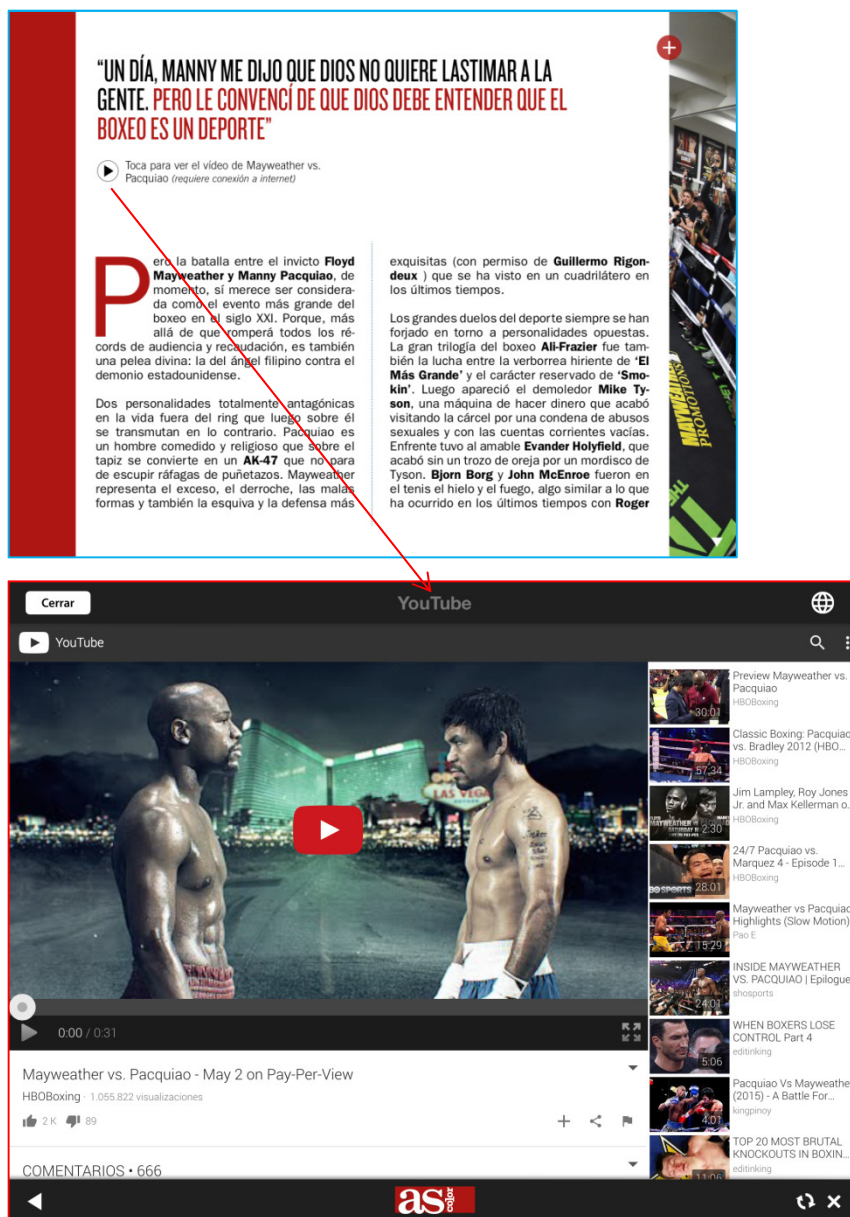 “UN DÍA, MANNY ME DIJO QUE DIOS NO QUIERE LASTIMAR A LA
GENTE. PERO LE CONVENCÍ DE QUE DIOS DEBE ENTENDER QUE EL
BOXEO ES UN DEPORTE”
Toca para ver el vídeo de Mayweather vs.
Pacquiao (requiere conexión a internet)
Pero la batalla entre el invicto Floyd
Mayweather y Manny Pacquiao, de
momento, sí merece ser considera-
da como el evento más grande del
boxeo en el siglo XXI. Porque, más
allá de que romperá todos los ré-
cords de audiencia y recaudación, es también
una pelea divina: la del ángel filipino contra el
demonio estadounidense.
Dos personalidades totalmente antagónicas
en la vida fuera del ring que luego sobre él
se transmutan en lo contrario. Pacquiao es
un hombre comedido y religioso que sobre el
tapiz se convierte en un AK-47 que no para
de escupir ráfagas de puñetazos. Mayweather
representa el exceso, el derroche, las malas
formas y también la esquiva y la defensa más
exquisitas (con permiso de Guillermo Rigon-
deux ) que se ha visto en un cuadrilátero en
los últimos tiempos.
Los grandes duelos del deporte siempre se han
forjado en torno a personalidades opuestas.
La gran trilogía del boxeo Ali-Frazier fue tam-
bién la lucha entre la verborrea hiriente de ‘El
Más Grande’ y el carácter reservado de ‘Smo-
kin’. Luego apareció el demoledor Mike Ty-
son, una máquina de hacer dinero que acabó
visitando la cárcel por una condena de abusos
sexuales y con las cuentas corrientes vacías.
Enfrente tuvo al amable Evander Holyfield, que
acabó sin un trozo de oreja por un mordisco de
Tyson. Bjorn Borg y John McEnroe fueron en
el tenis el hielo y el fuego, algo similar a lo que
ha ocurrido en los últimos tiempos con Roger
MAYWEATHER
PROMOTIONS
Cerrar
YouTube
YouTube
LAS VEGA
0:00 / 0:31
Mayweather vs. Pacquiao - May 2 on Pay-Per-View
HBOBoxing · 1.055.822 visualizaciones
2 K 89
COMENTARIOS • 666
Preview Mayweather vs.
Pacquiao
HBOBoxing
30:01
Classic Boxing: Pacquiao
vs. Bradley 2012 (HBO...
HBOBoxing
57:34
Jim Lampley, Roy Jones
Jr. and Max Kellerman o.
HBOBoxing
2:30
24/7 Pacquiao vs.
Marquez 4 - Episode 1...
HBOBoxing
28:01
Mayweather vs Pacquiao
Highlights (Slow Motion)
Pao E
15:29
INSIDE MAYWEATHER
VS. PACQUIAO | Epilogue
shosports
24:01
WHEN BOXERS LOSE
CONTROL Part 4
editinking
5:06
Pacquiao Vs Mayweathe
(2015) - A Battle For...
kingpinoy
4:01
TOP 20 MOST BRUTAL
KNOCKOUTS IN BOXIN...
editinking
11:06
as color